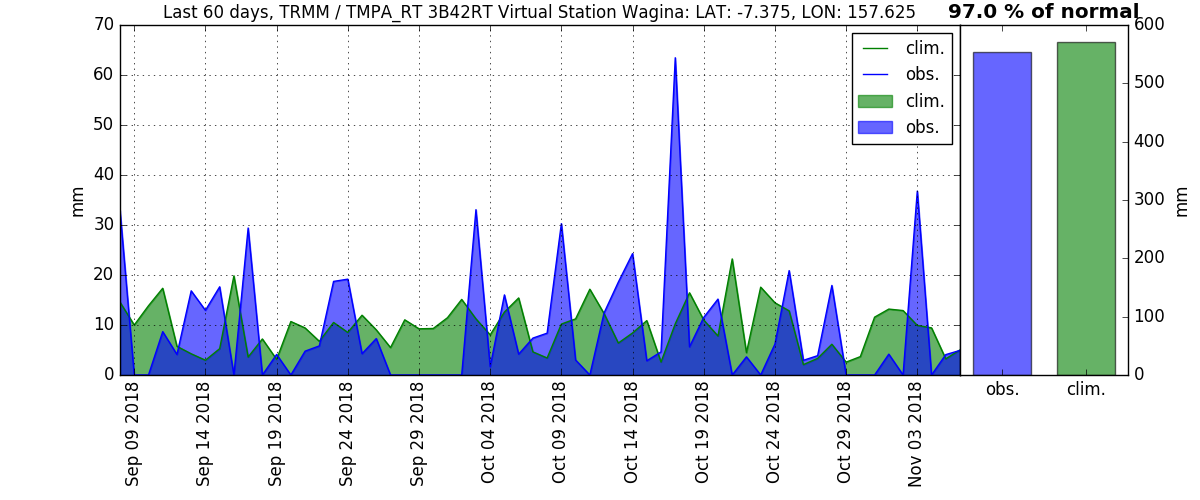 Last 60 days, TRMM / TMPA_RT 3B42RT Virtual Station Wagina: LAT: -7.375, LON: 157.625
97.0 % of normal
70
60
50
40
30
20
10
0
mm
clim.
obs.
clim.
obs.
600
500
400
300
200
100
0
mm
obs.
clim.
Sep 09 2018
Sep 14 2018
Sep 19 2018
Sep 24 2018
Sep 29 2018
Oct 04 2018
Oct 09 2018
Oct 14 2018
Oct 19 2018
Oct 24 2018
Oct 29 2018
Nov 03 2018